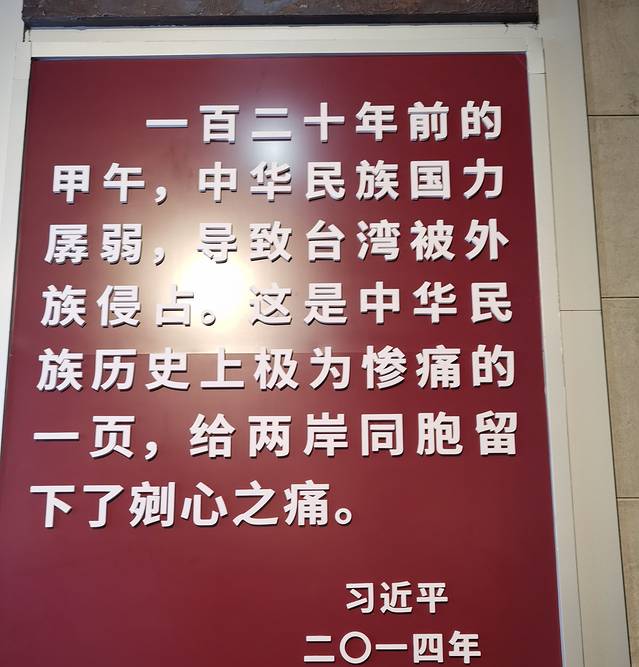 一百二十年前的
甲午，中华民族国力
孱弱，导致台湾被外
族侵占。这是中华民
族历史上极为惨痛的
一页，给两岸同胞留
下了剜心之痛。
习近平
二〇一四年